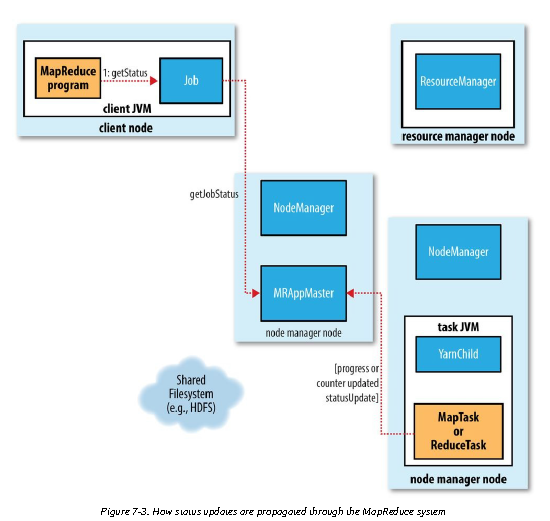 MapReduce
program
1: getStatus
Job
client JVM
client node
ResourceManager
resource manager node
getJobStatus
NodeManager
MRAppMaster
node manager node
NodeManager
task JVM
YarnChild
MapTask
or
ReduceTask
node manager node
[progress or
counter updated
statusUpdate]
Shared
Filesystem
(e.g., HDFS)
Figure 7-3. How status updates are propagated through the MapReduce system